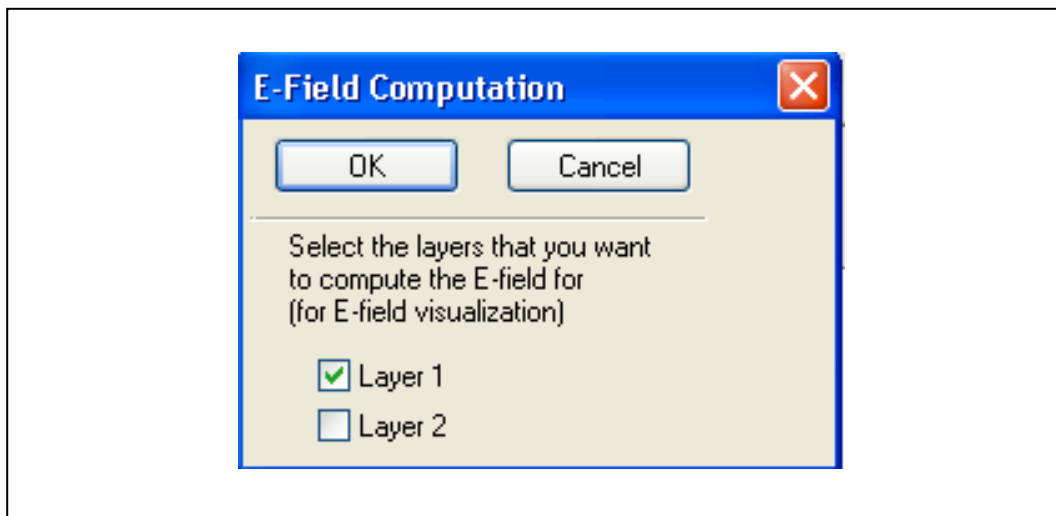 E-Field Computation
OK
Cancel
Select the layers that you want
to compute the E-field for
(for E-field visualization)
Layer 1
Layer 2